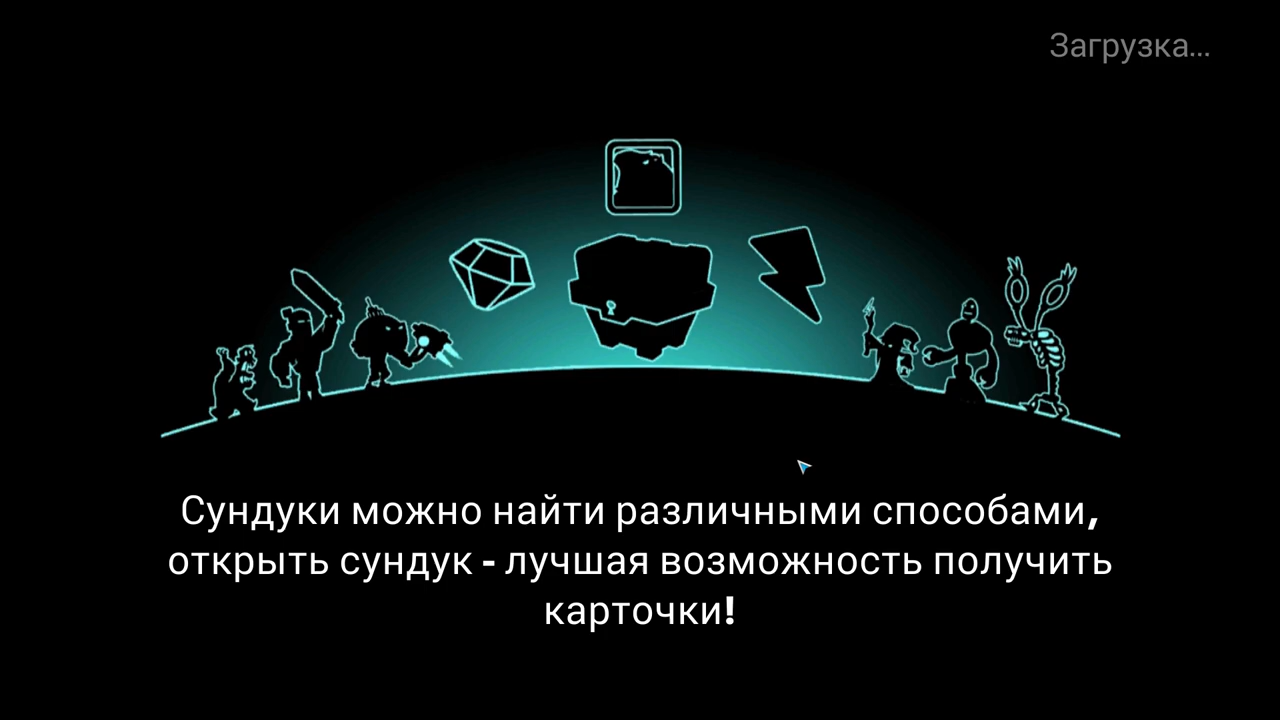 Загрузка...
Сундуки можно найти различными способами,
открыть сундук - лучшая возможность получить
карточки!